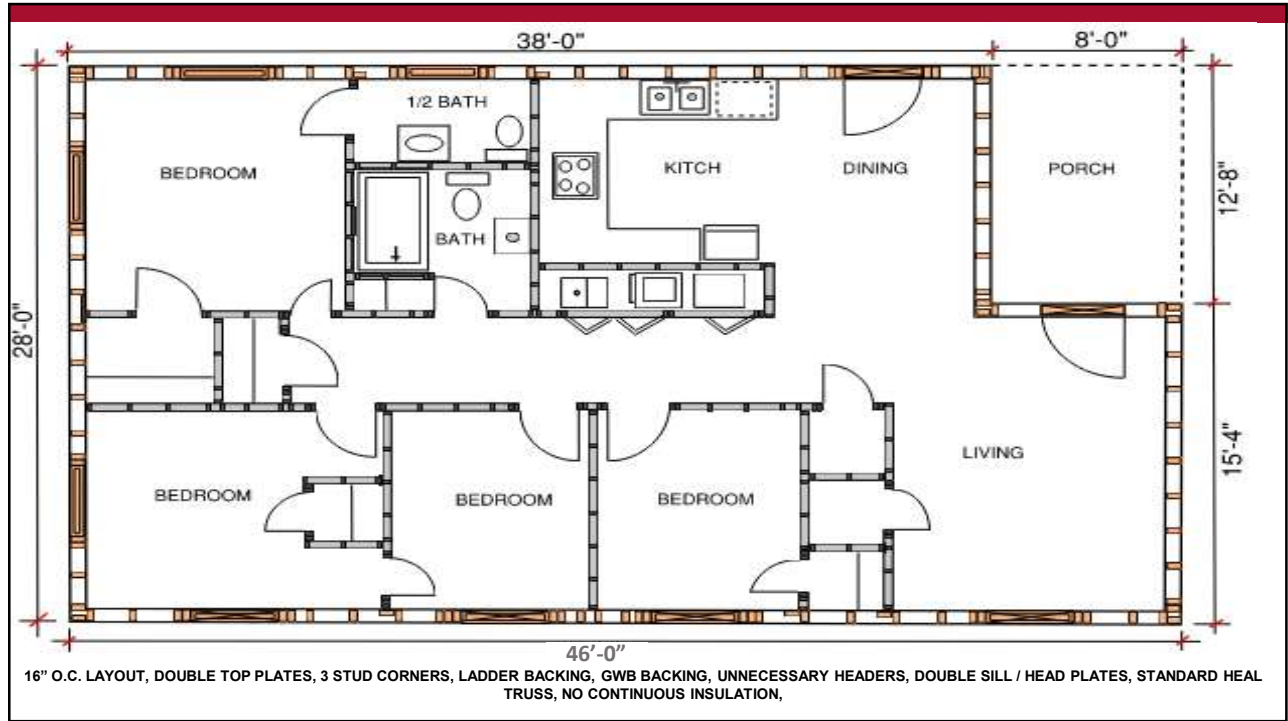 38'-0"
8'-0"
1/2 BATH
BEDROOM
KITCH
DINING
PORCH
12'-8"
BATH
28'-0"
LIVING
15'-4"
BEDROOM
BEDROOM
BEDROOM
46'-0"
16” O.C. LAYOUT, DOUBLE TOP PLATES, 3 STUD CORNERS, LADDER BACKING, GWB BACKING, UNNECESSARY HEADERS, DOUBLE SILL / HEAD PLATES, STANDARD HEAL
TRUSS, NO CONTINUOUS INSULATION,